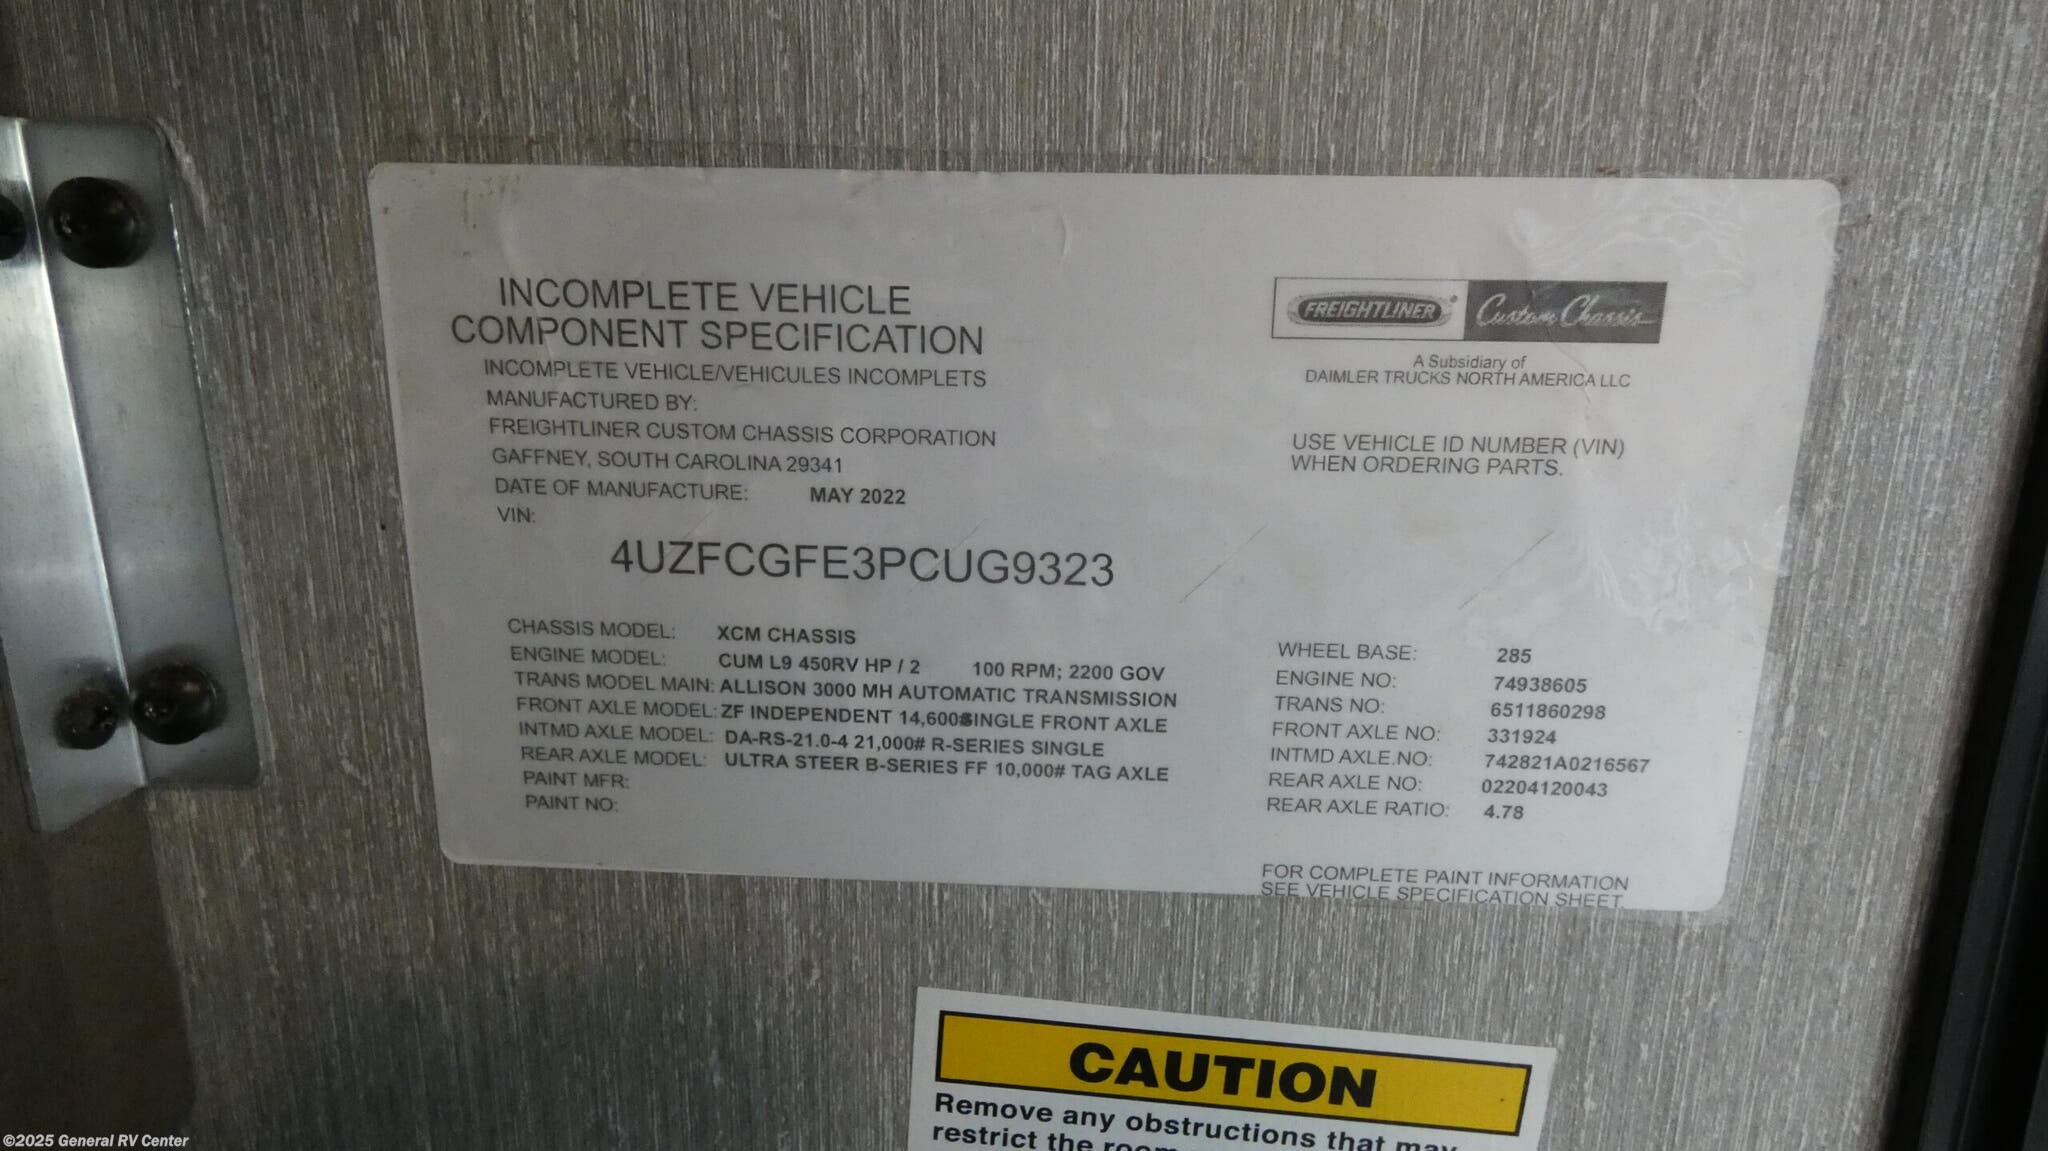 INCOMPLETE VEHICLE
COMPONENT SPECIFICATION
INCOMPLETE VEHICLE/VEHICULES INCOMPLETS
MANUFACTURED BY:
FREIGHTLINER CUSTOM CHASSIS CORPORATION
GAFFNEY, SOUTH CAROLINA 29341
DATE OF MANUFACTURE: MAY 2022
VIN:
4UZFCGFE3PCUG9323
CHASSIS MODEL: XCM CHASSIS
ENGINE MODEL: CUM L9 450RV HP / 2 100 RPM; 2200 GOV
TRANS MODEL MAIN: ALLISON 3000 MH AUTOMATIC TRANSMISSION
FRONT AXLE MODEL: ZF INDEPENDENT 14,600# SINGLE FRONT AXLE
INTMD AXLE MODEL: DA-RS-21.0-4 21,000# R-SERIES SINGLE
REAR AXLE MODEL: ULTRA STEER B-SERIES FF 10,000# TAG AXLE
PAINT MFR:
PAINT NO:
FREIGHTLINER® Custom Chassis
A Subsidiary of
DAIMLER TRUCKS NORTH AMERICA LLC
USE VEHICLE ID NUMBER (VIN)
WHEN ORDERING PARTS.
WHEEL BASE: 285
ENGINE NO: 74938605
TRANS NO: 6511860298
FRONT AXLE NO: 331924
INTMD AXLE.NO: 742821A0216567
REAR AXLE NO: 02204120043
REAR AXLE RATIO: 4.78
FOR COMPLETE PAINT INFORMATION
SEE VEHICLE SPECIFICATION SHEET.
CAUTION
Remove any obstructions that may
restrict the room
©2025 General RV Center